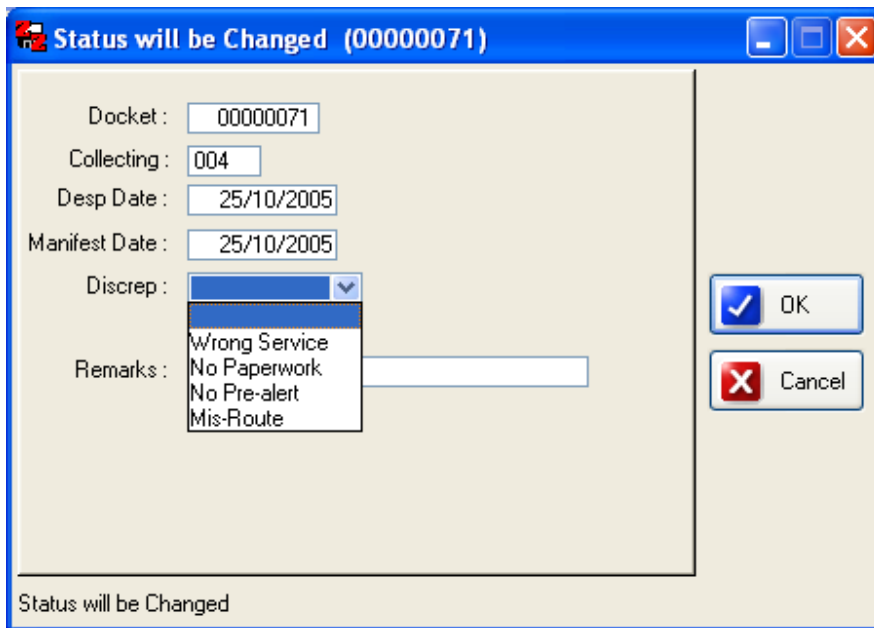 Status will be Changed (00000071)
Docket : 00000071
Collecting : 004
Desp Date : 25/10/2005
Manifest Date : 25/10/2005
Discrep :
Wrong Service
No Paperwork
No Pre-alert
Mis-Route
Remarks :
OK
Cancel
Status will be Changed